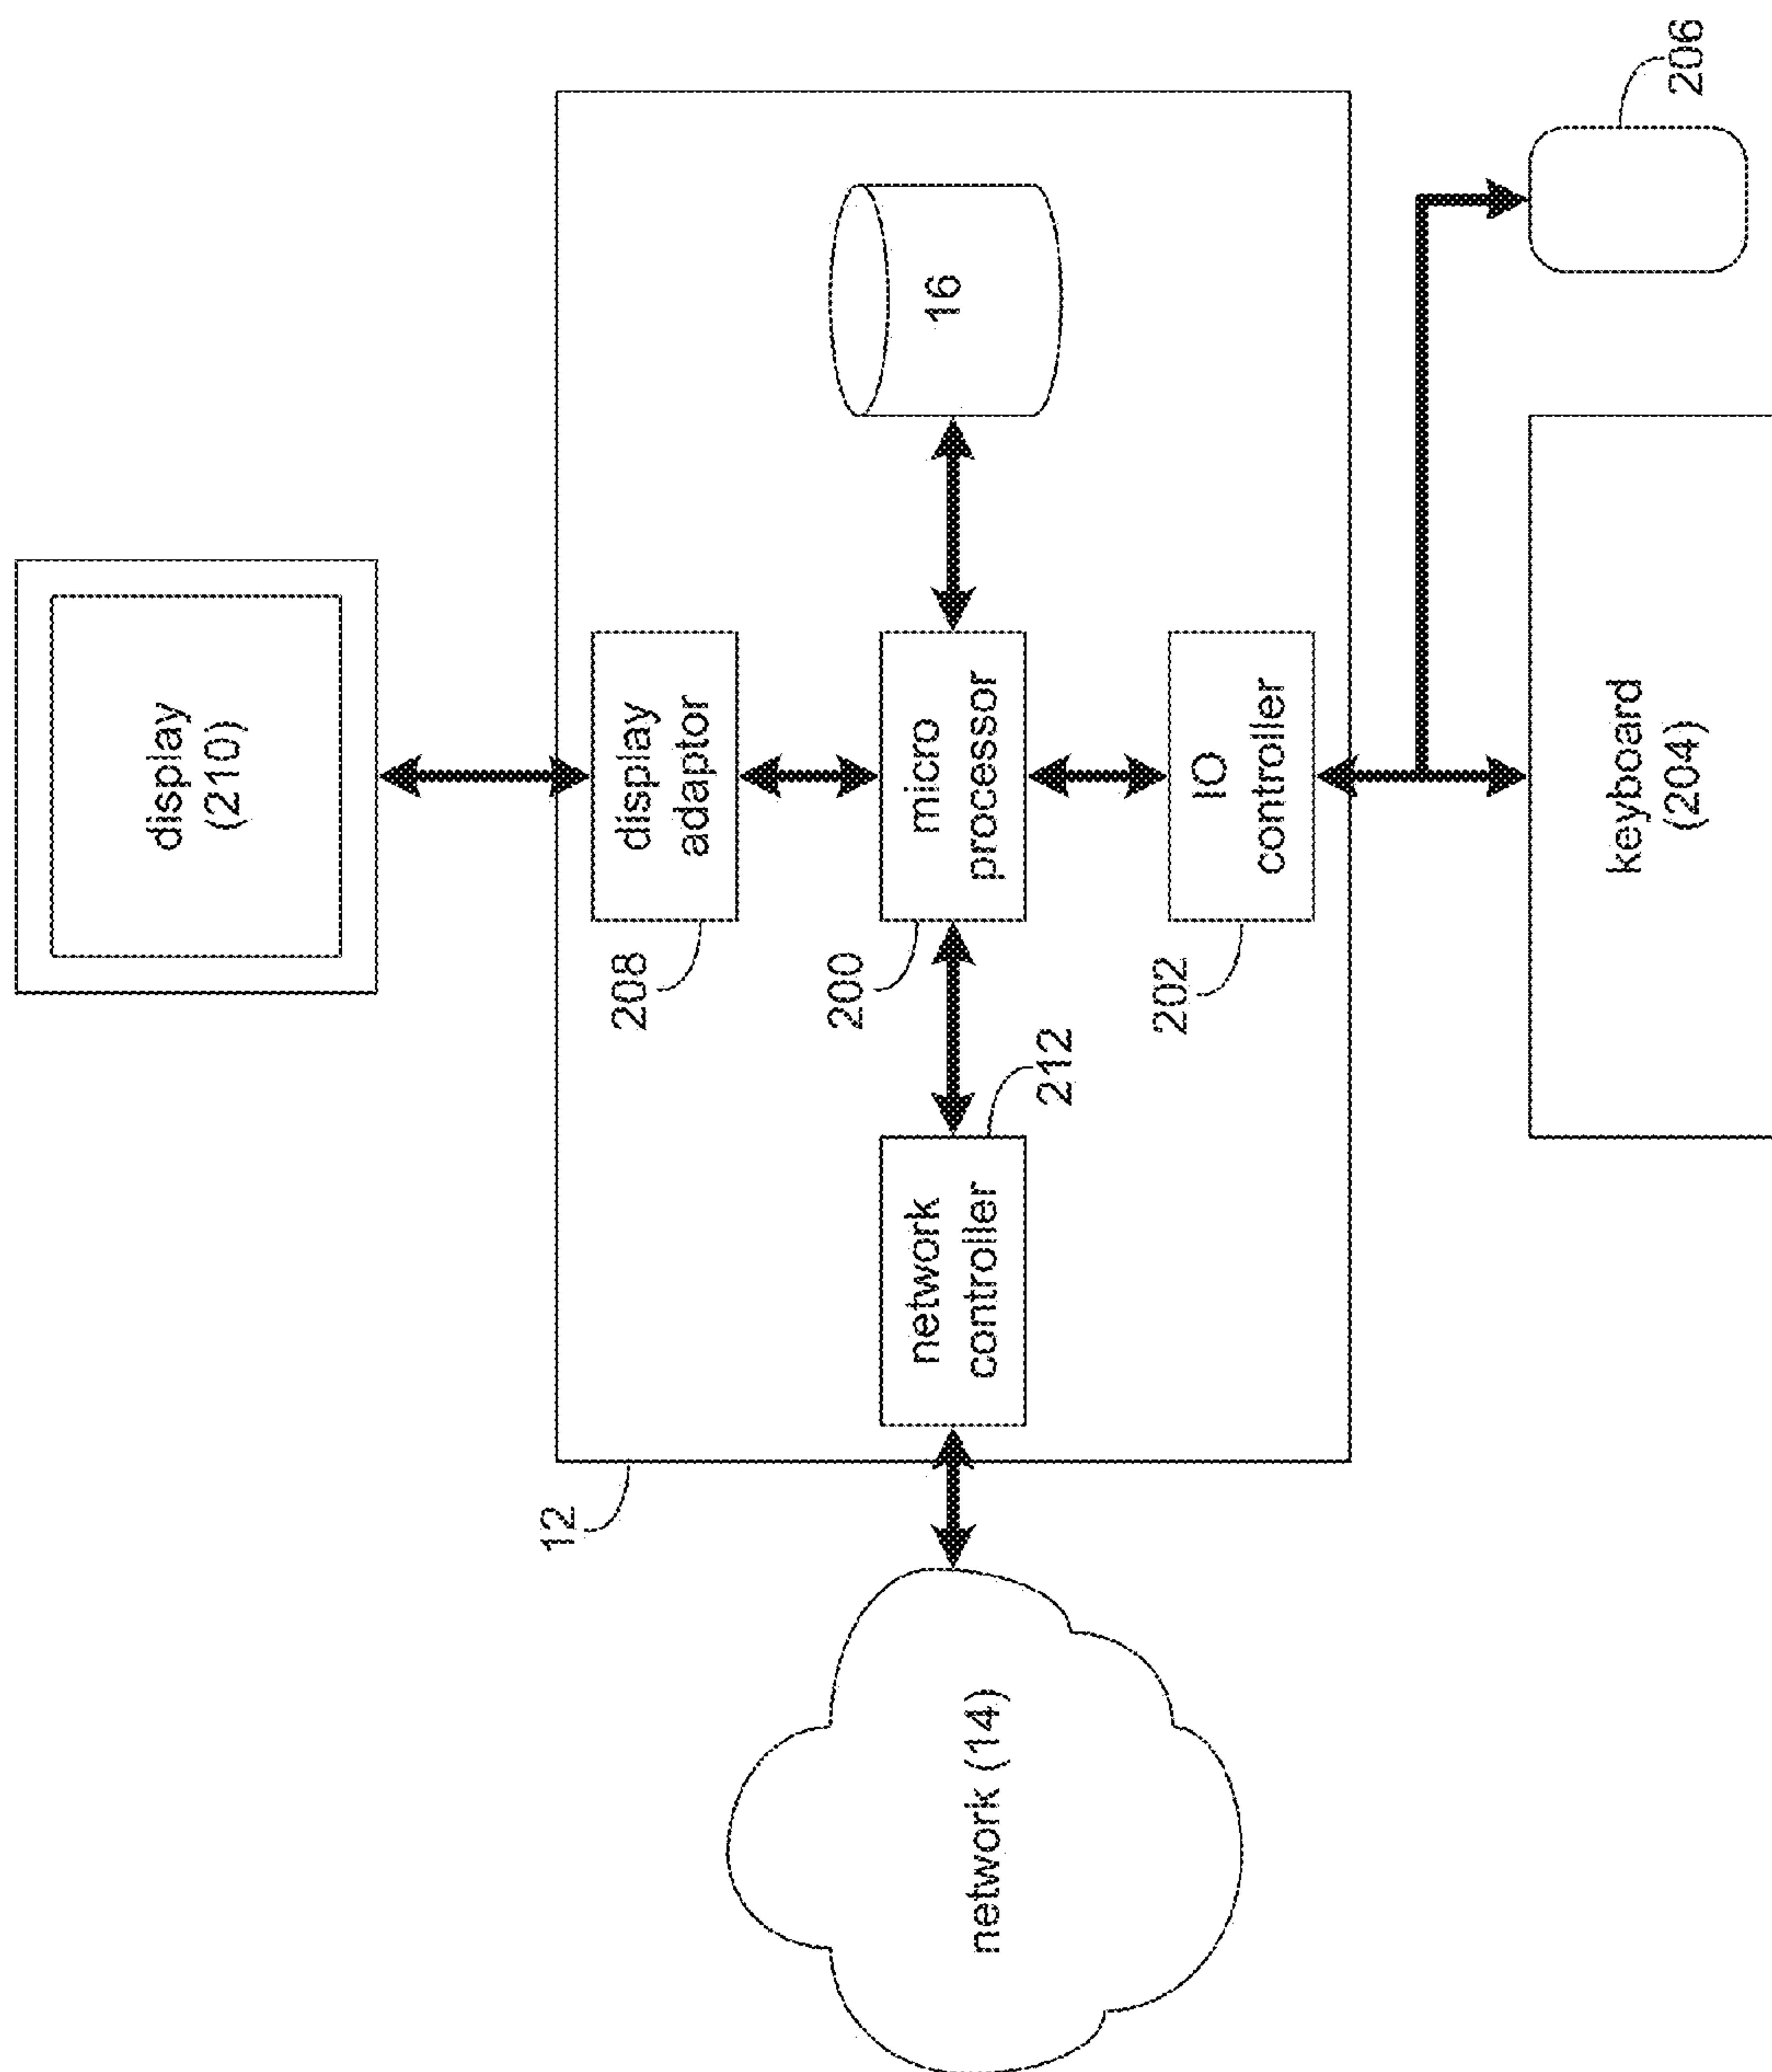 display
(210)
208
display
adaptor
12
network (14)
network
controller
212
200
micro
processor
16
202
IO
controller
keyboard
(204)
206